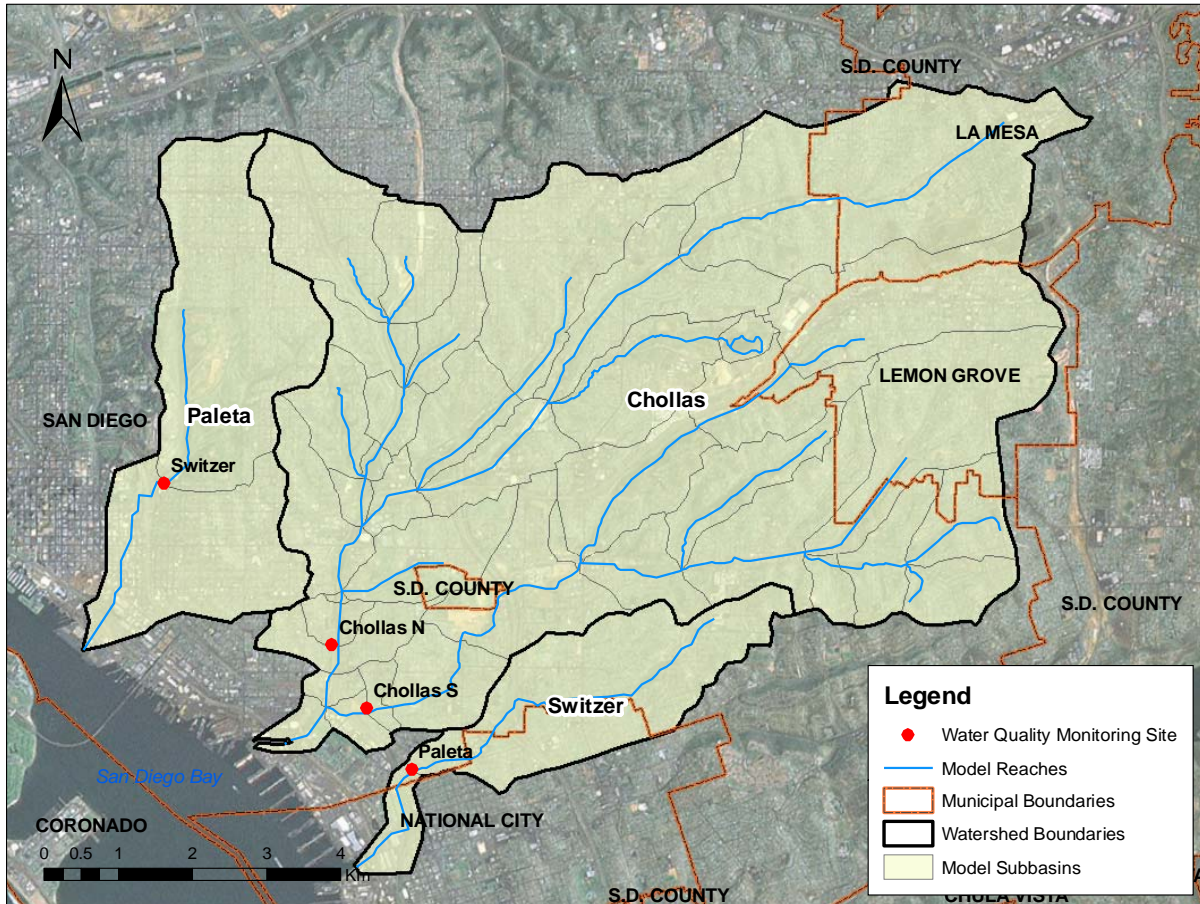 N
S.D. COUNTY
LA MESA
LEMON GROVE
Chollas
SAN DIEGO
Paleta
Switzer
S.D. COUNTY
S.D. COUNTY
Chollas N
Chollas S
Switzer
Paleta
San Diego Bay
NATIONAL CITY
CORONADO
0 0.5 1 2 3 4
Km
S.D. COUNTY
CHULA VISTA
Legend
Water Quality Monitoring Site
Model Reaches
Municipal Boundaries
Watershed Boundaries
Model Subbasins